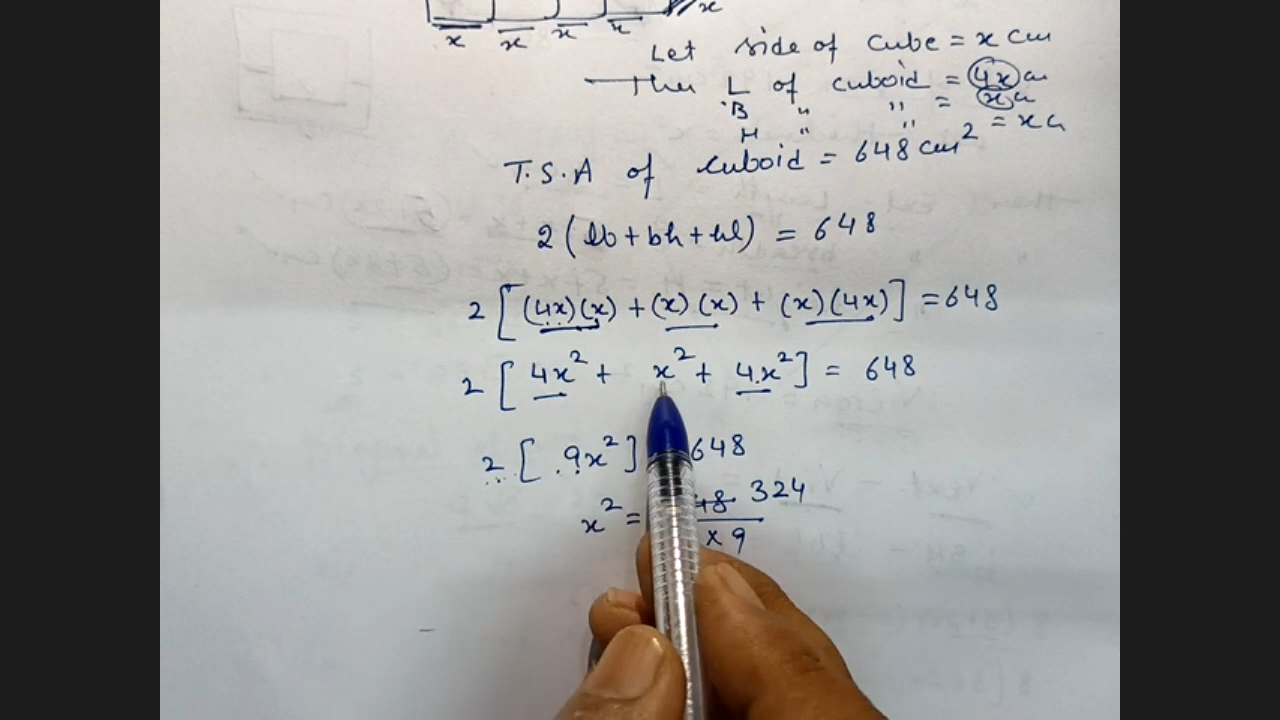 x x x x x
Let side of cube = x cm
Then L of cuboid = 4x cm
B " " = x cm
H " " = x cm
T.S.A of cuboid = 648 cm²
2(lb+bh+hl) = 648
2[(4x)(x)+(x)(x)+(x)(4x)] = 648
2[4x²+ x²+ 4x²] = 648
2[9x²] 648
x² = 48 324
x 9